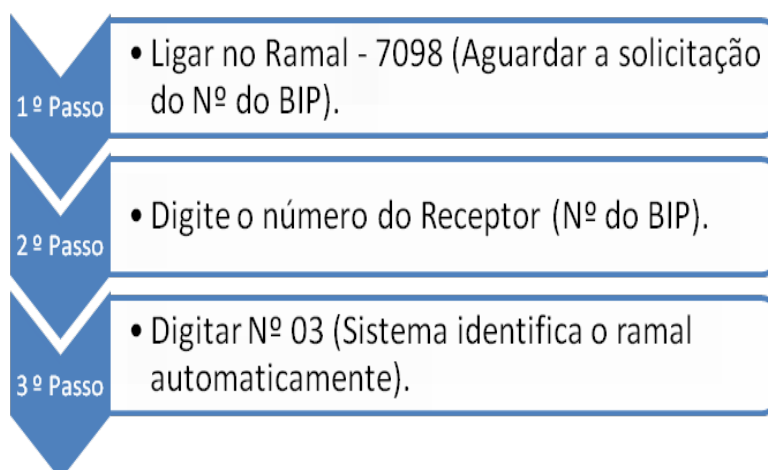 1º Passo
• Ligar no Ramal - 7098 (Aguardar a solicitação
do Nº do BIP).
2º Passo
• Digite o número do Receptor (Nº do BIP).
3º Passo
• Digitar Nº 03 (Sistema identifica o ramal
automaticamente).